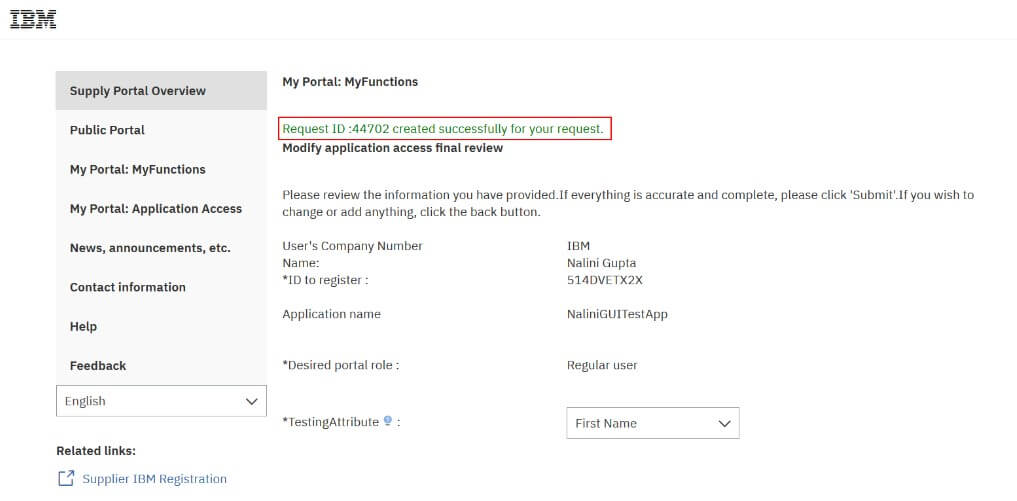 IBM
Supply Portal Overview
Public Portal
My Portal: MyFunctions
My Portal: Application Access
News, announcements, etc.
Contact information
Help
Feedback
English
Related links:
Supplier IBM Registration
My Portal: MyFunctions
Request ID :44702 created successfully for your request.
Modify application access final review
Please review the information you have provided.If everything is accurate and complete, please click 'Submit'.If you wish to
change or add anything, click the back button.
User's Company Number IBM
Name: Nalini Gupta
*ID to register : 514DVETX2X
Application name NaliniGUITestApp
*Desired portal role : Regular user
*TestingAttribute : First Name